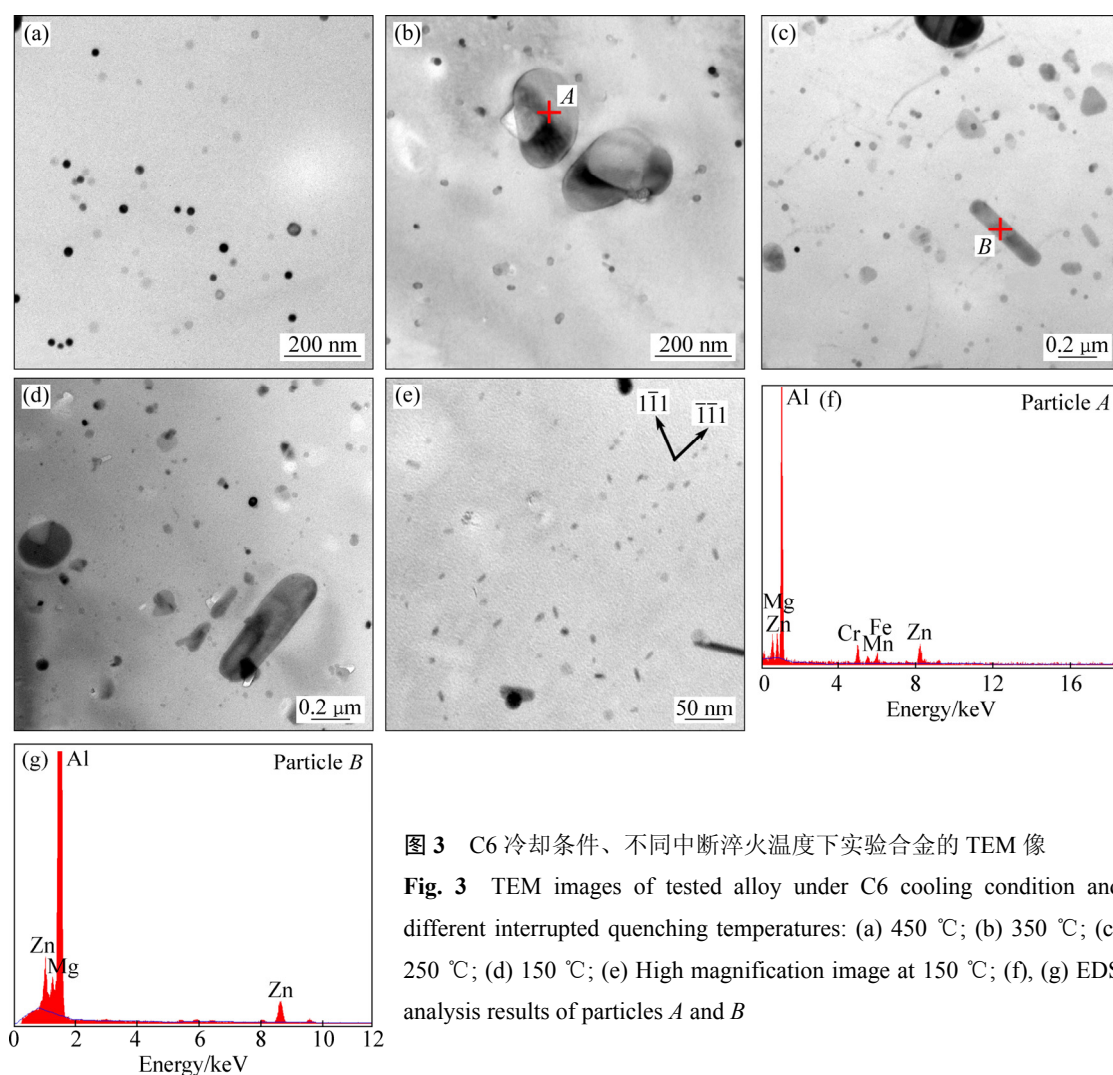 (a)
200 nm
(b)
A
200 nm
(c)
B
0.2 μm
(d)
0.2 μm
(e)
1̄11
1̄1̄1
50 nm
Al (f) Particle A
Mg
Zn
Cr
Fe
Mn
Zn
0 4 8 12 16
Energy/keV
(g) Al Particle B
Zn
Mg
Zn
0 2 4 6 8 10 12
Energy/keV
图 3 C6 冷却条件、不同中断淬火温度下实验合金的 TEM 像
Fig. 3 TEM images of tested alloy under C6 cooling condition and
different interrupted quenching temperatures: (a) 450 ℃; (b) 350 ℃; (c
250 ℃; (d) 150 ℃; (e) High magnification image at 150 ℃; (f), (g) EDS
analysis results of particles A and B